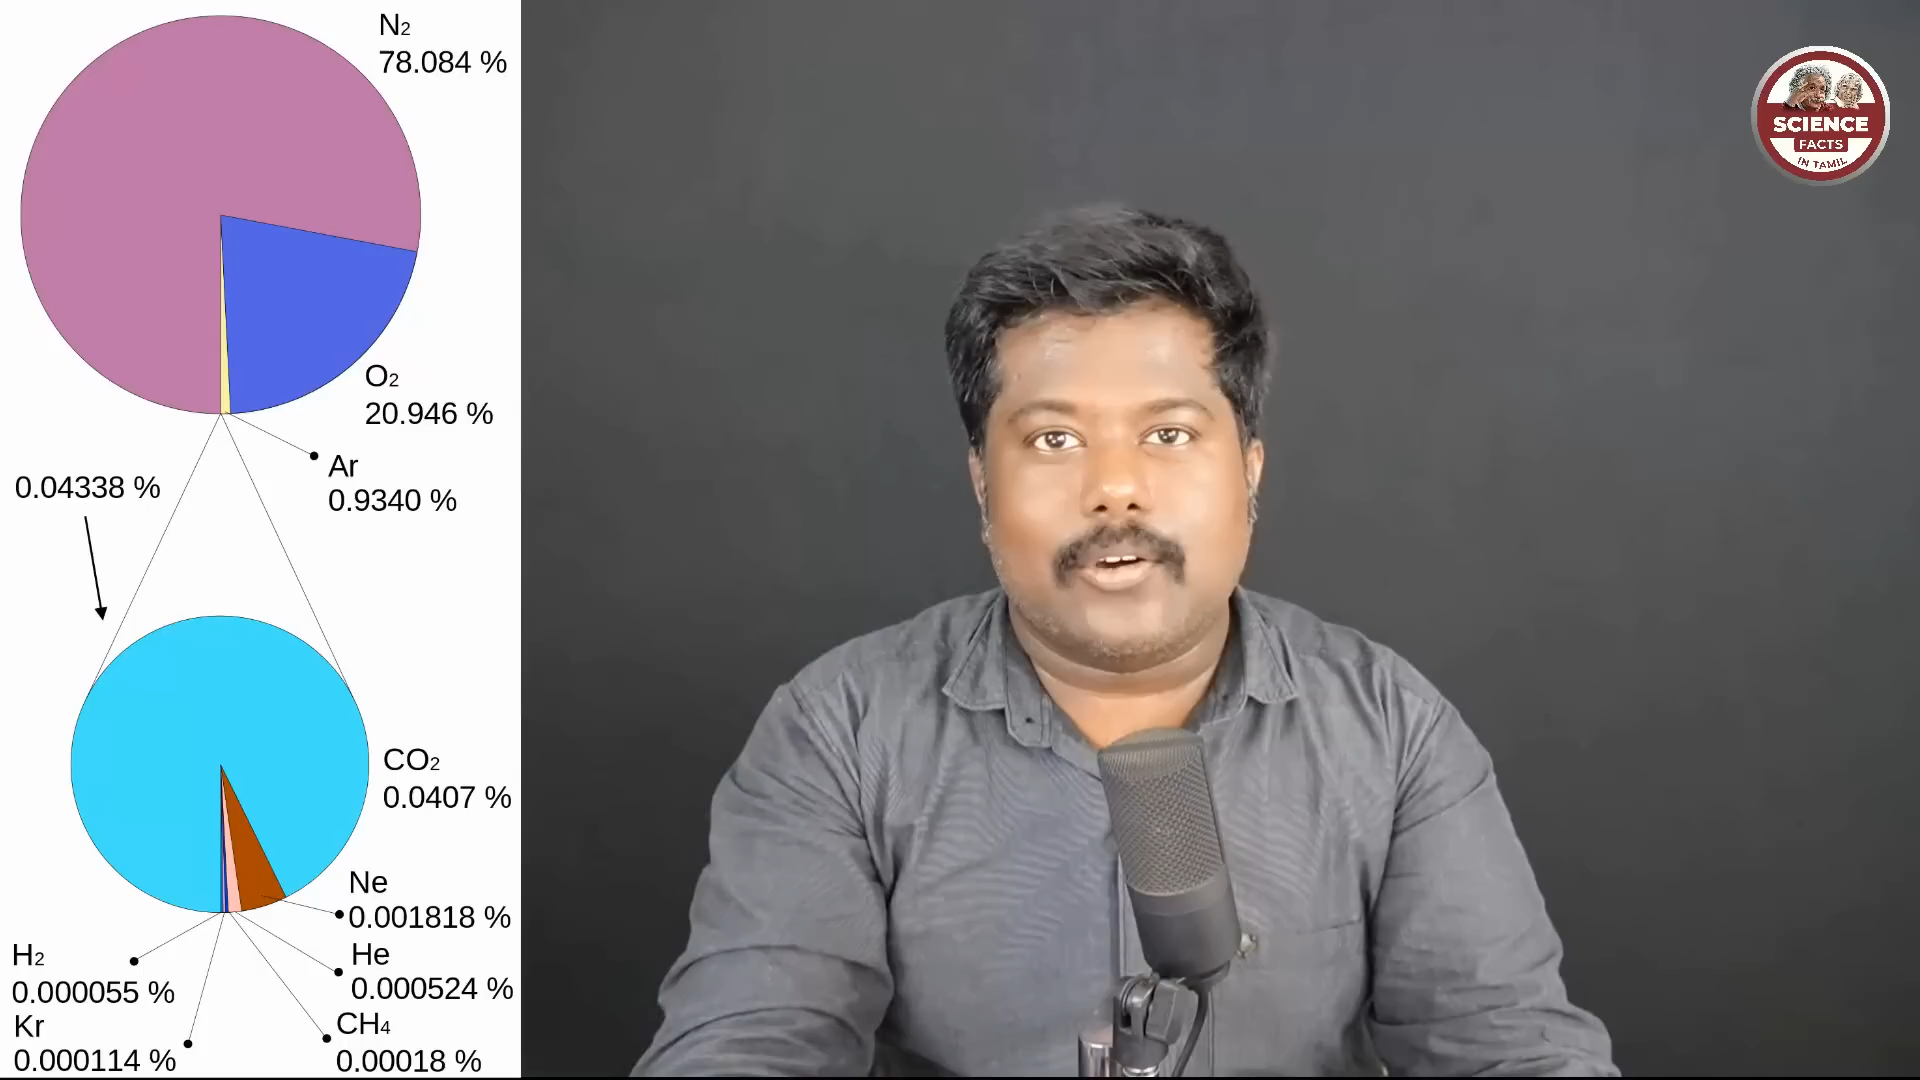 N2
78.084 %
O2
20.946 %
Ar
0.9340 %
0.04338 %
CO2
0.0407 %
Ne
0.001818 %
He
0.000524 %
CH4
0.00018 %
H2
0.000055 %
Kr
0.000114 %
SCIENCE
FACTS
IN TAMIL